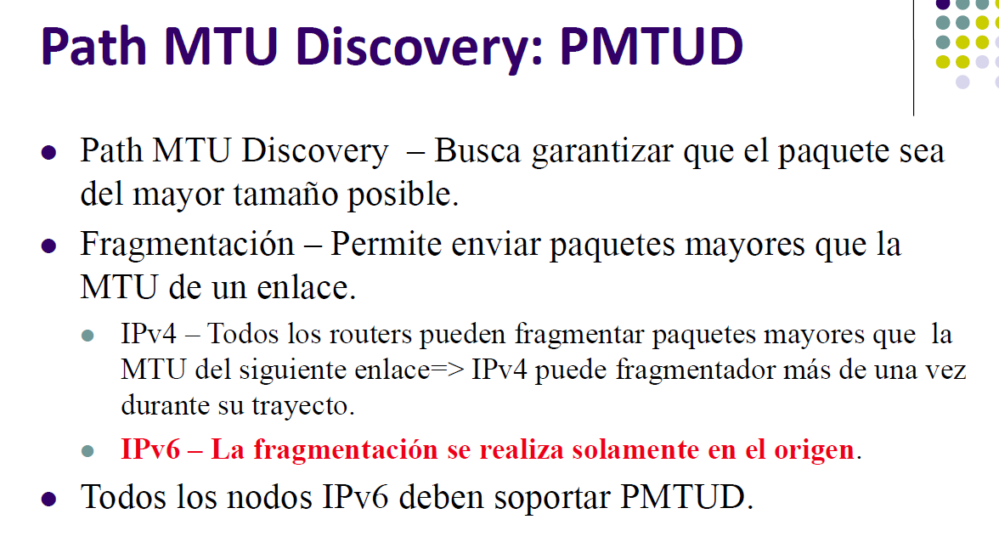 Path MTU Discovery: PMTUD
Path MTU Discovery – Busca garantizar que el paquete sea
del mayor tamaño posible.
Fragmentación – Permite enviar paquetes mayores que la
MTU de un enlace.
IPv4 – Todos los routers pueden fragmentar paquetes mayores que la
MTU del siguiente enlace=> IPv4 puede fragmentador más de una vez
durante su trayecto.
IPv6 – La fragmentación se realiza solamente en el origen.
Todos los nodos IPv6 deben soportar PMTUD.